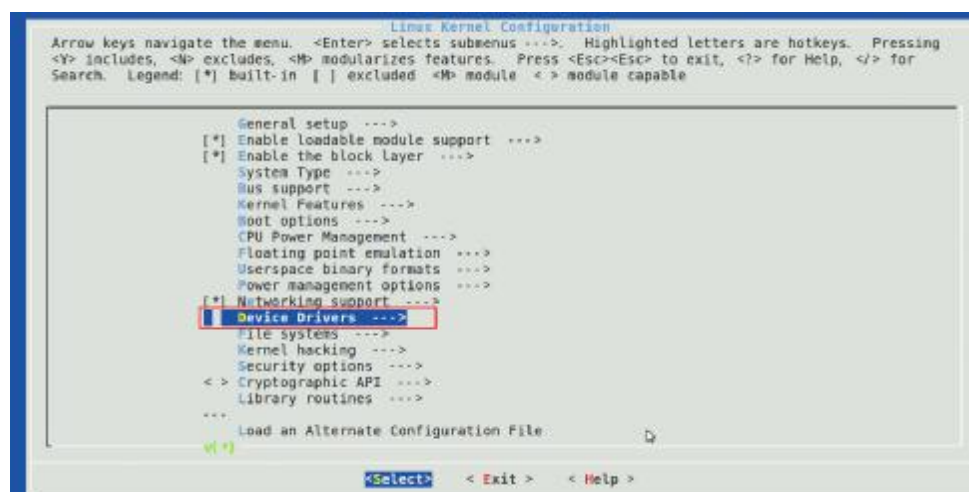 Linux Kernel Configuration
Arrow keys navigate the menu. <Enter> selects submenus --->. Highlighted letters are hotkeys. Pressing
<Y> includes, <N> excludes, <M> modularizes features. Press <Esc><Esc> to exit, <?> for Help, </> for
Search. Legend: [*] built-in [ ] excluded <M> module < > module capable
General setup --->
[*] Enable loadable module support --->
[*] Enable the block layer --->
System Type --->
Bus support --->
Kernel Features --->
Boot options --->
CPU Power Management --->
Floating point emulation --->
Userspace binary formats --->
Power management options --->
[*] Networking support --->
Device Drivers --->
File systems --->
Kernel hacking --->
Security options --->
< > Cryptographic API --->
Library routines --->
---
Load an Alternate Configuration File
v(+)
<Select> < Exit > < Help >